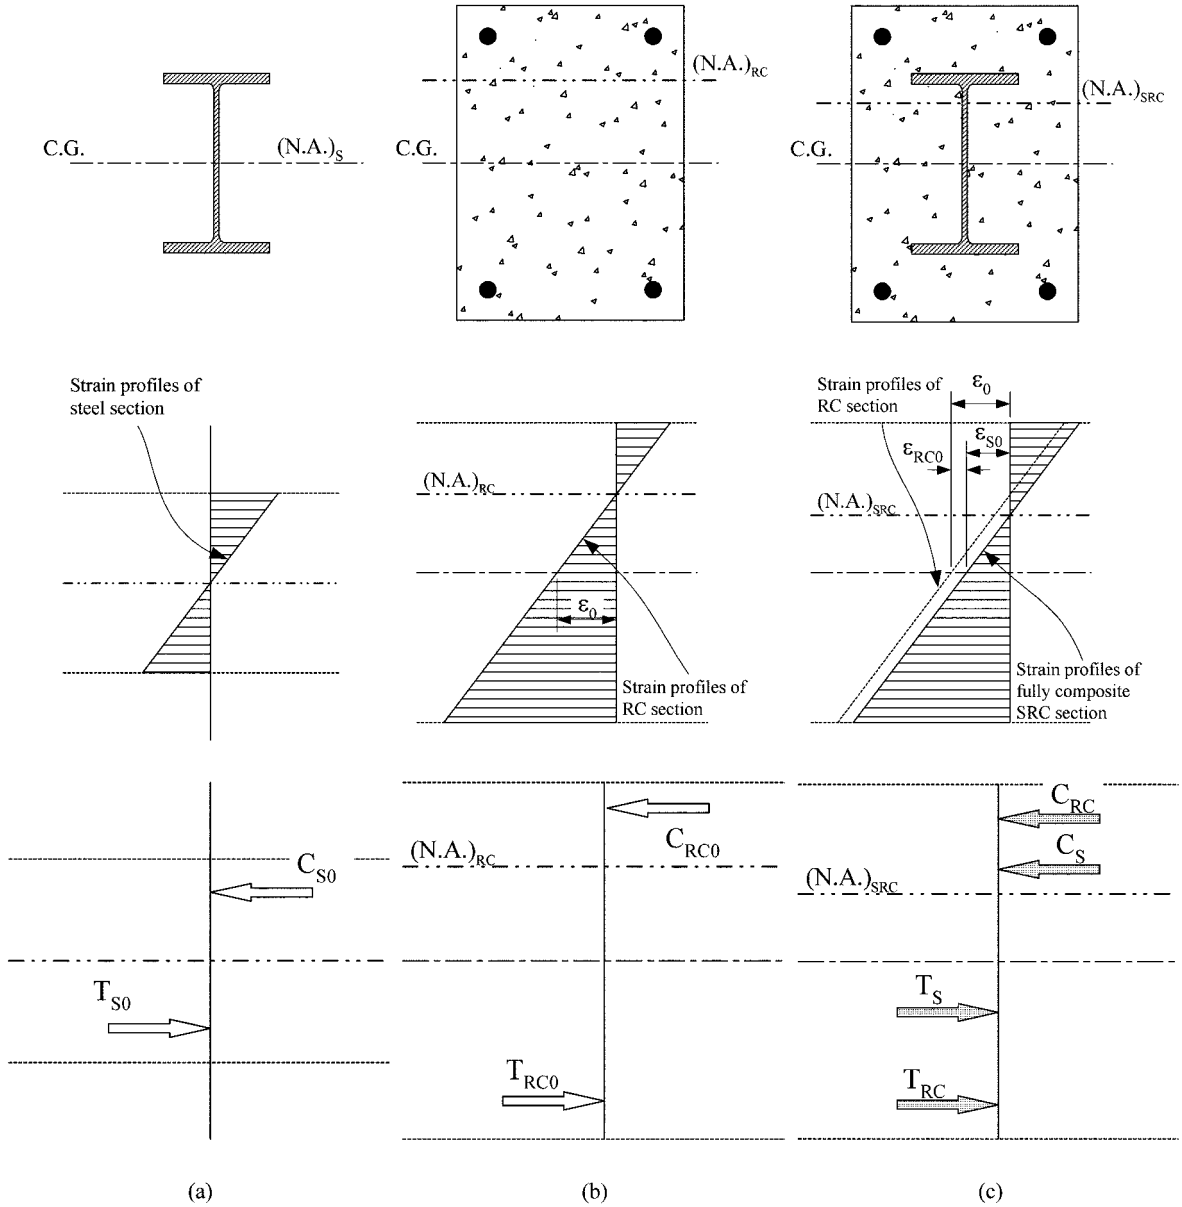 C.G.
(N.A.)S
(N.A.)RC
C.G.
(N.A.)SRC
C.G.
Strain profiles of
steel section
(N.A.)RC
ε0
Strain profiles of
RC section
Strain profiles of
RC section
ε0
εS0
εRC0
(N.A.)SRC
Strain profiles of
fully composite
SRC section
CS0
TS0
(N.A.)RC
CRC0
TRC0
CRC
CS
(N.A.)SRC
TS
TRC
(a)
(b)
(c)